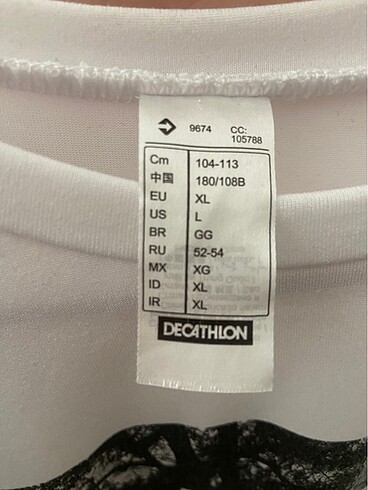 9674 CC: 105788
Cm 104-113
中国 180/108B
EU XL
US L
BR GG
RU 52-54
MX XG
ID XL
IR XL
DECATHLON